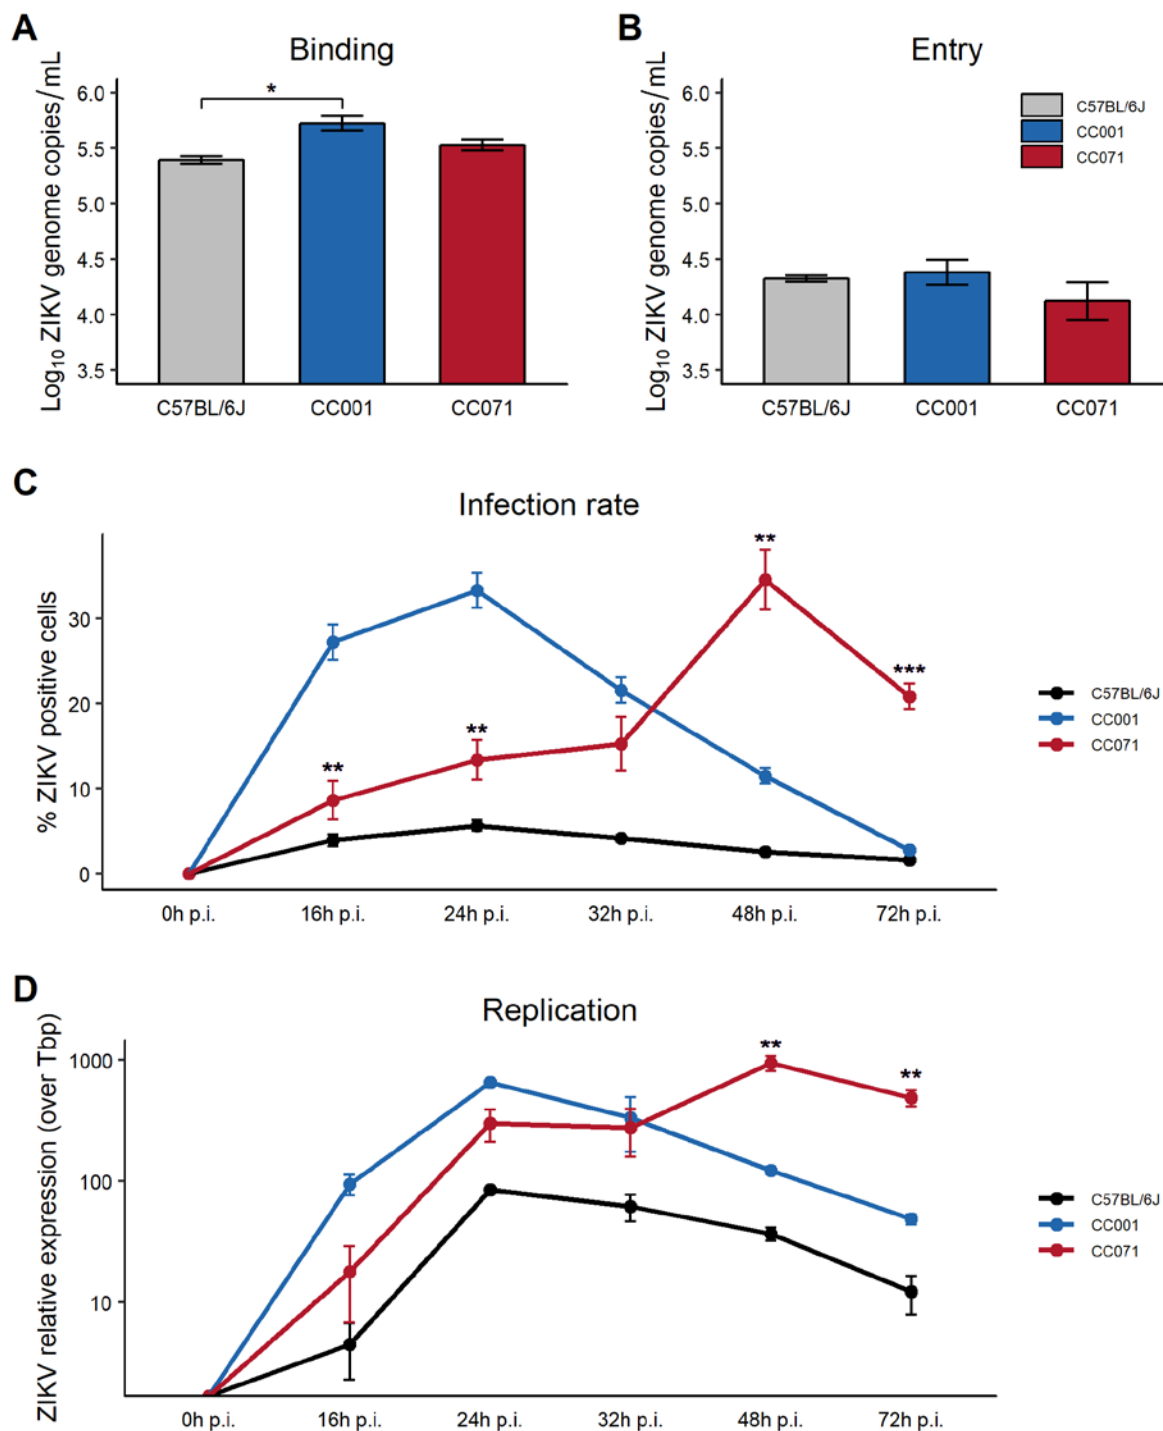 A
Binding
Log10 ZIKV genome copies/mL
6.0
5.5
5.0
4.5
4.0
3.5
*
C57BL/6J
CC001
CC071
B
Entry
Log10 ZIKV genome copies/mL
6.0
5.5
5.0
4.5
4.0
3.5
C57BL/6J
CC001
CC071
C57BL/6J
CC001
CC071
C
Infection rate
% ZIKV positive cells
30
20
10
0
**
**
**
***
0h p.i.
16h p.i.
24h p.i.
32h p.i.
48h p.i.
72h p.i.
C57BL/6J
CC001
CC071
D
Replication
ZIKV relative expression (over Tbp)
1000
100
10
**
**
0h p.i.
16h p.i.
24h p.i.
32h p.i.
48h p.i.
72h p.i.
C57BL/6J
CC001
CC071